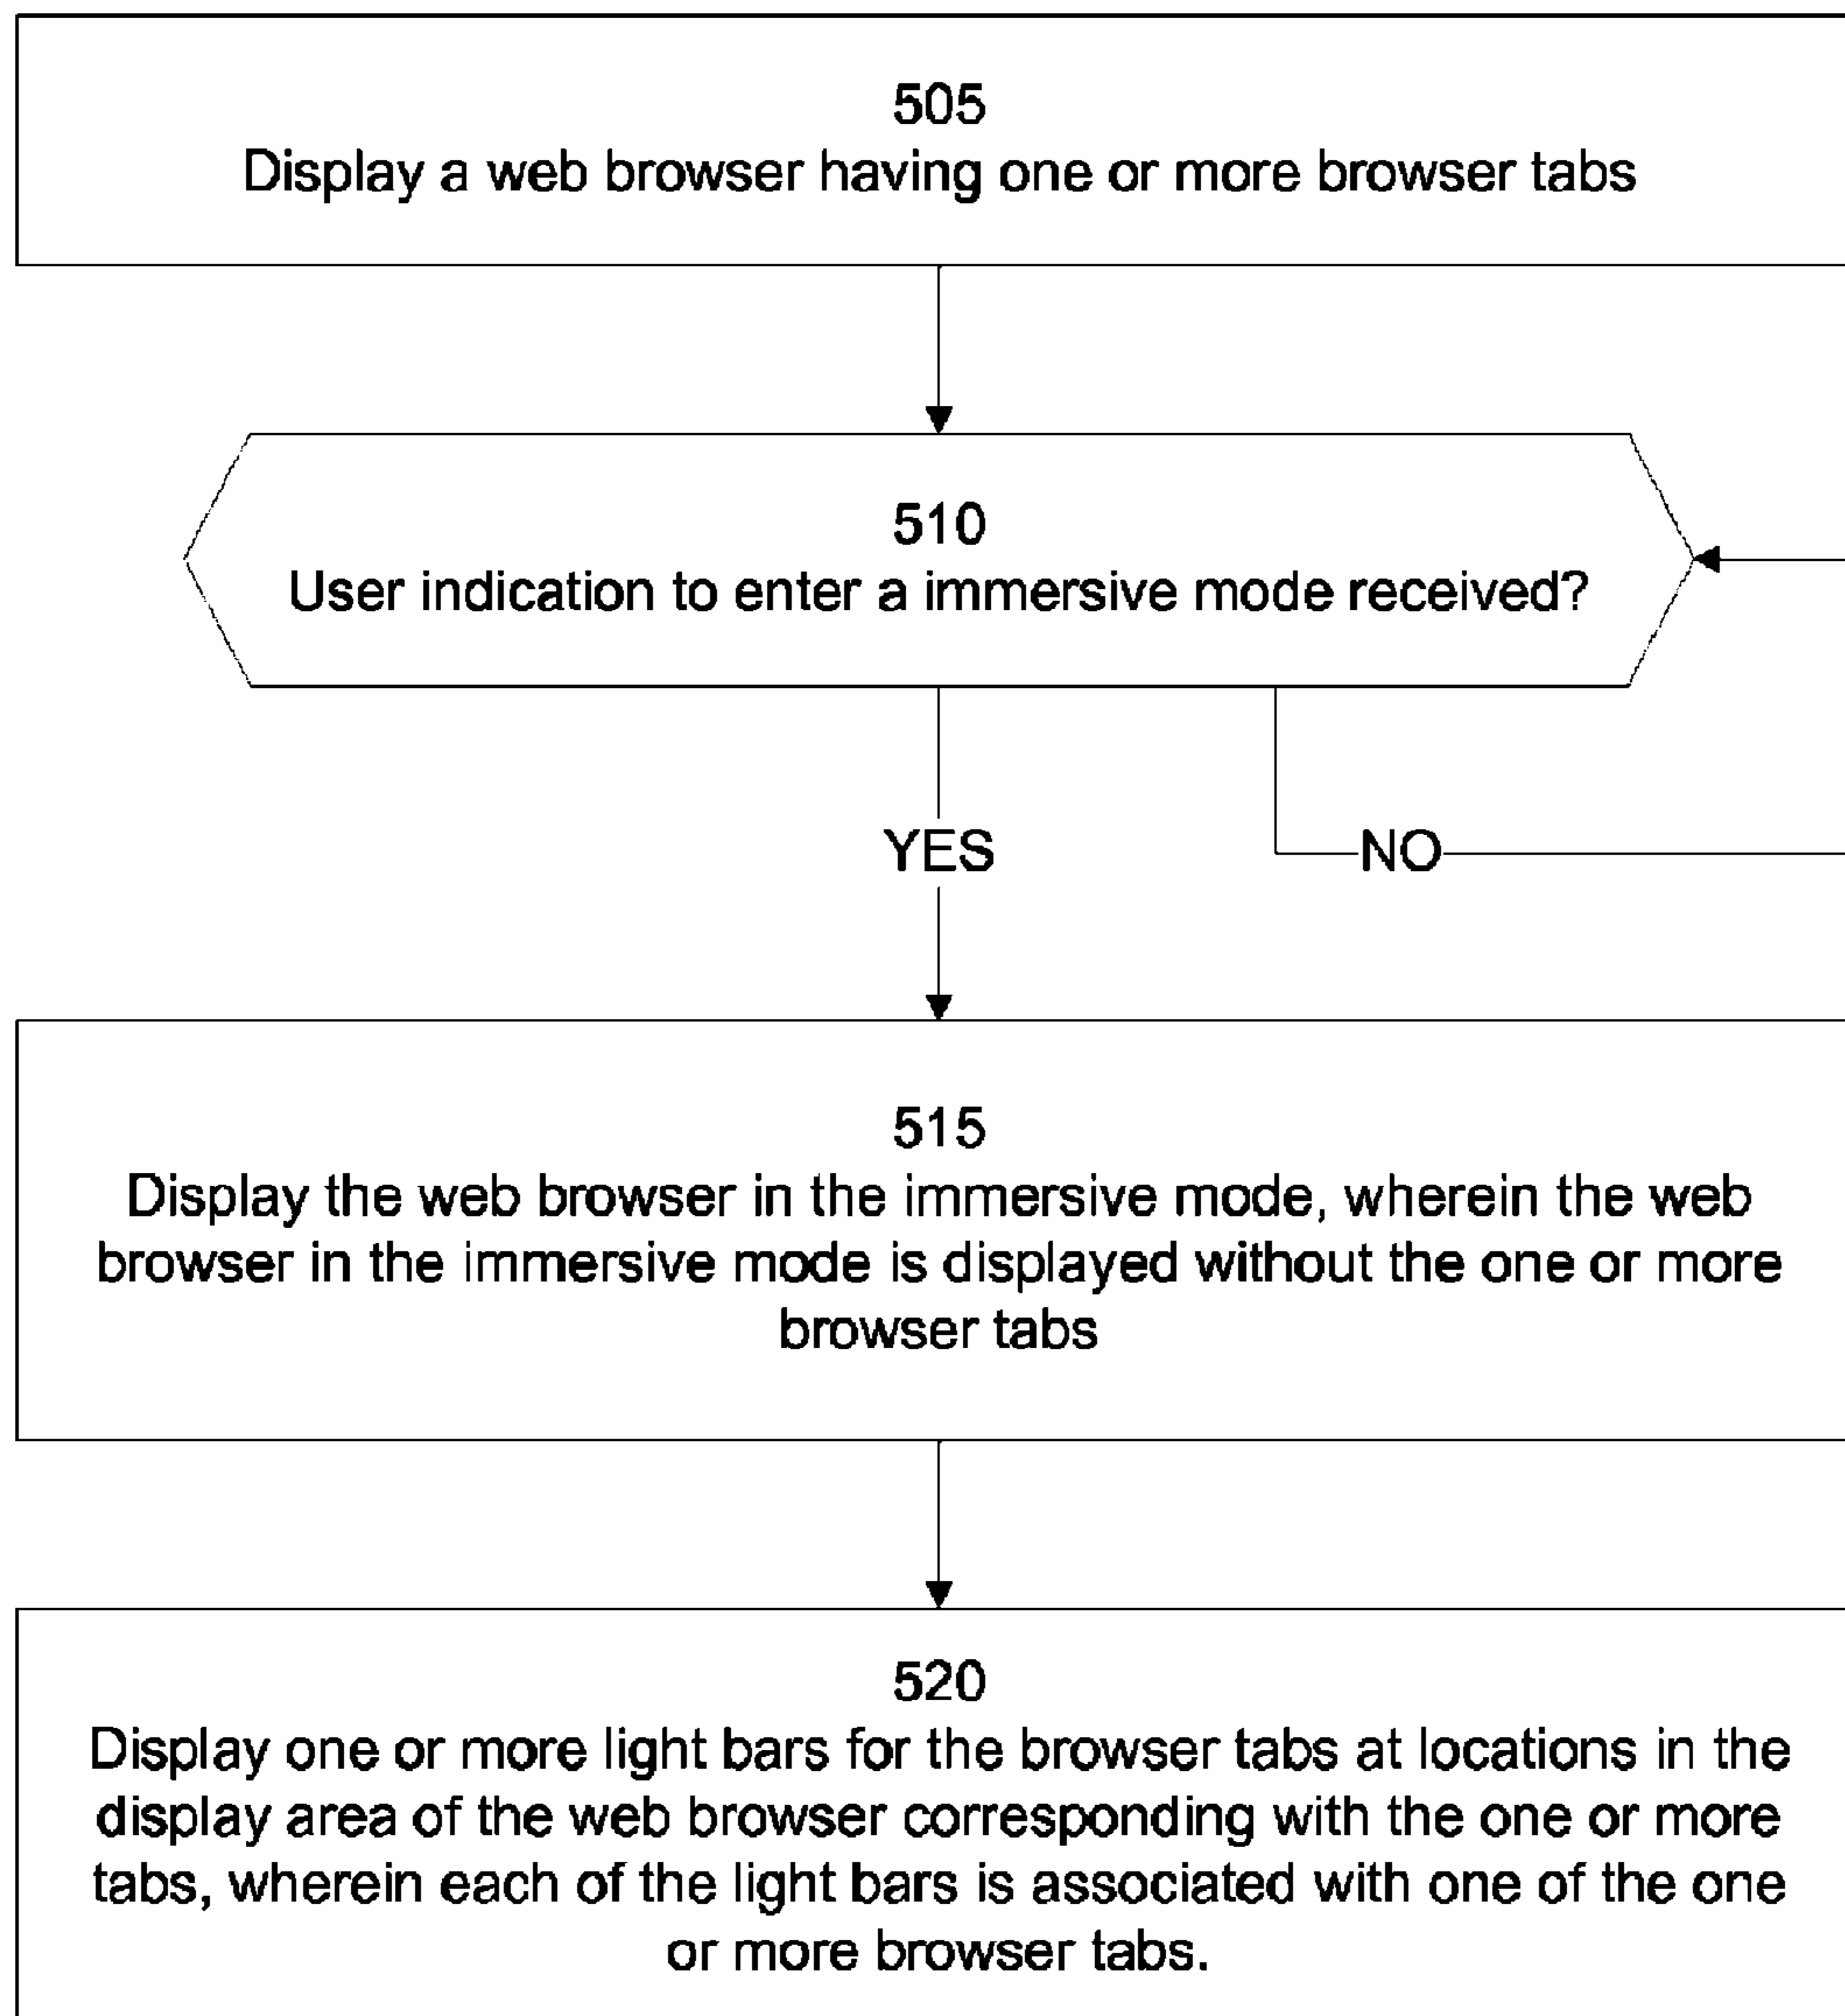 505
Display a web browser having one or more browser tabs
510
User indication to enter a immersive mode received?
YES
NO
515
Display the web browser in the immersive mode, wherein the web
browser in the immersive mode is displayed without the one or more
browser tabs
520
Display one or more light bars for the browser tabs at locations in the
display area of the web browser corresponding with the one or more
tabs, wherein each of the light bars is associated with one of the one
or more browser tabs.